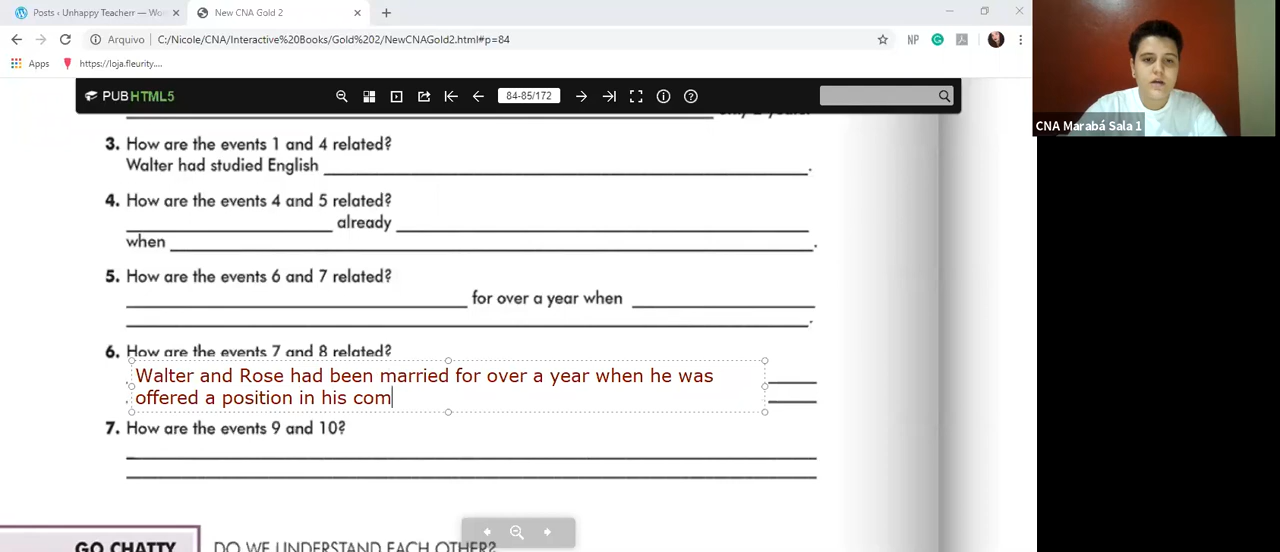 Posts ‹ Unhappy Teacherr — Wo
New CNA Gold 2
Arquivo
C:/Nicole/CNA/Interactive%20Books/Gold%202/NewCNAGold2.html#p=84
NP
Apps
https://loja.fleurity....
PUBHTML5
84-85/172
CNA Marabá Sala 1
3. How are the events 1 and 4 related?
Walter had studied English .
4. How are the events 4 and 5 related?
already
when .
5. How are the events 6 and 7 related?
for over a year when
.
6. How are the events 7 and 8 related?
Walter and Rose had been married for over a year when he was
offered a position in his com
7. How are the events 9 and 10?
GO CHATTY
DO WE UNDERSTAND EACH OTHER?